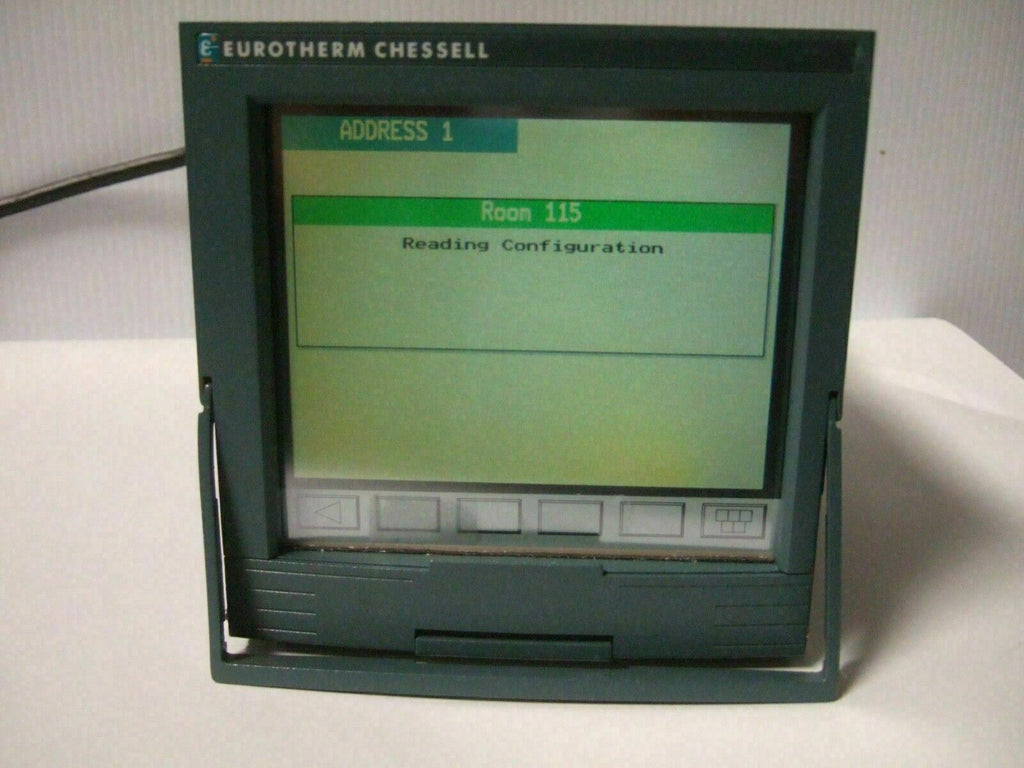 EUROTHERM CHESSELL
ADDRESS 1
Room 115
Reading Configuration